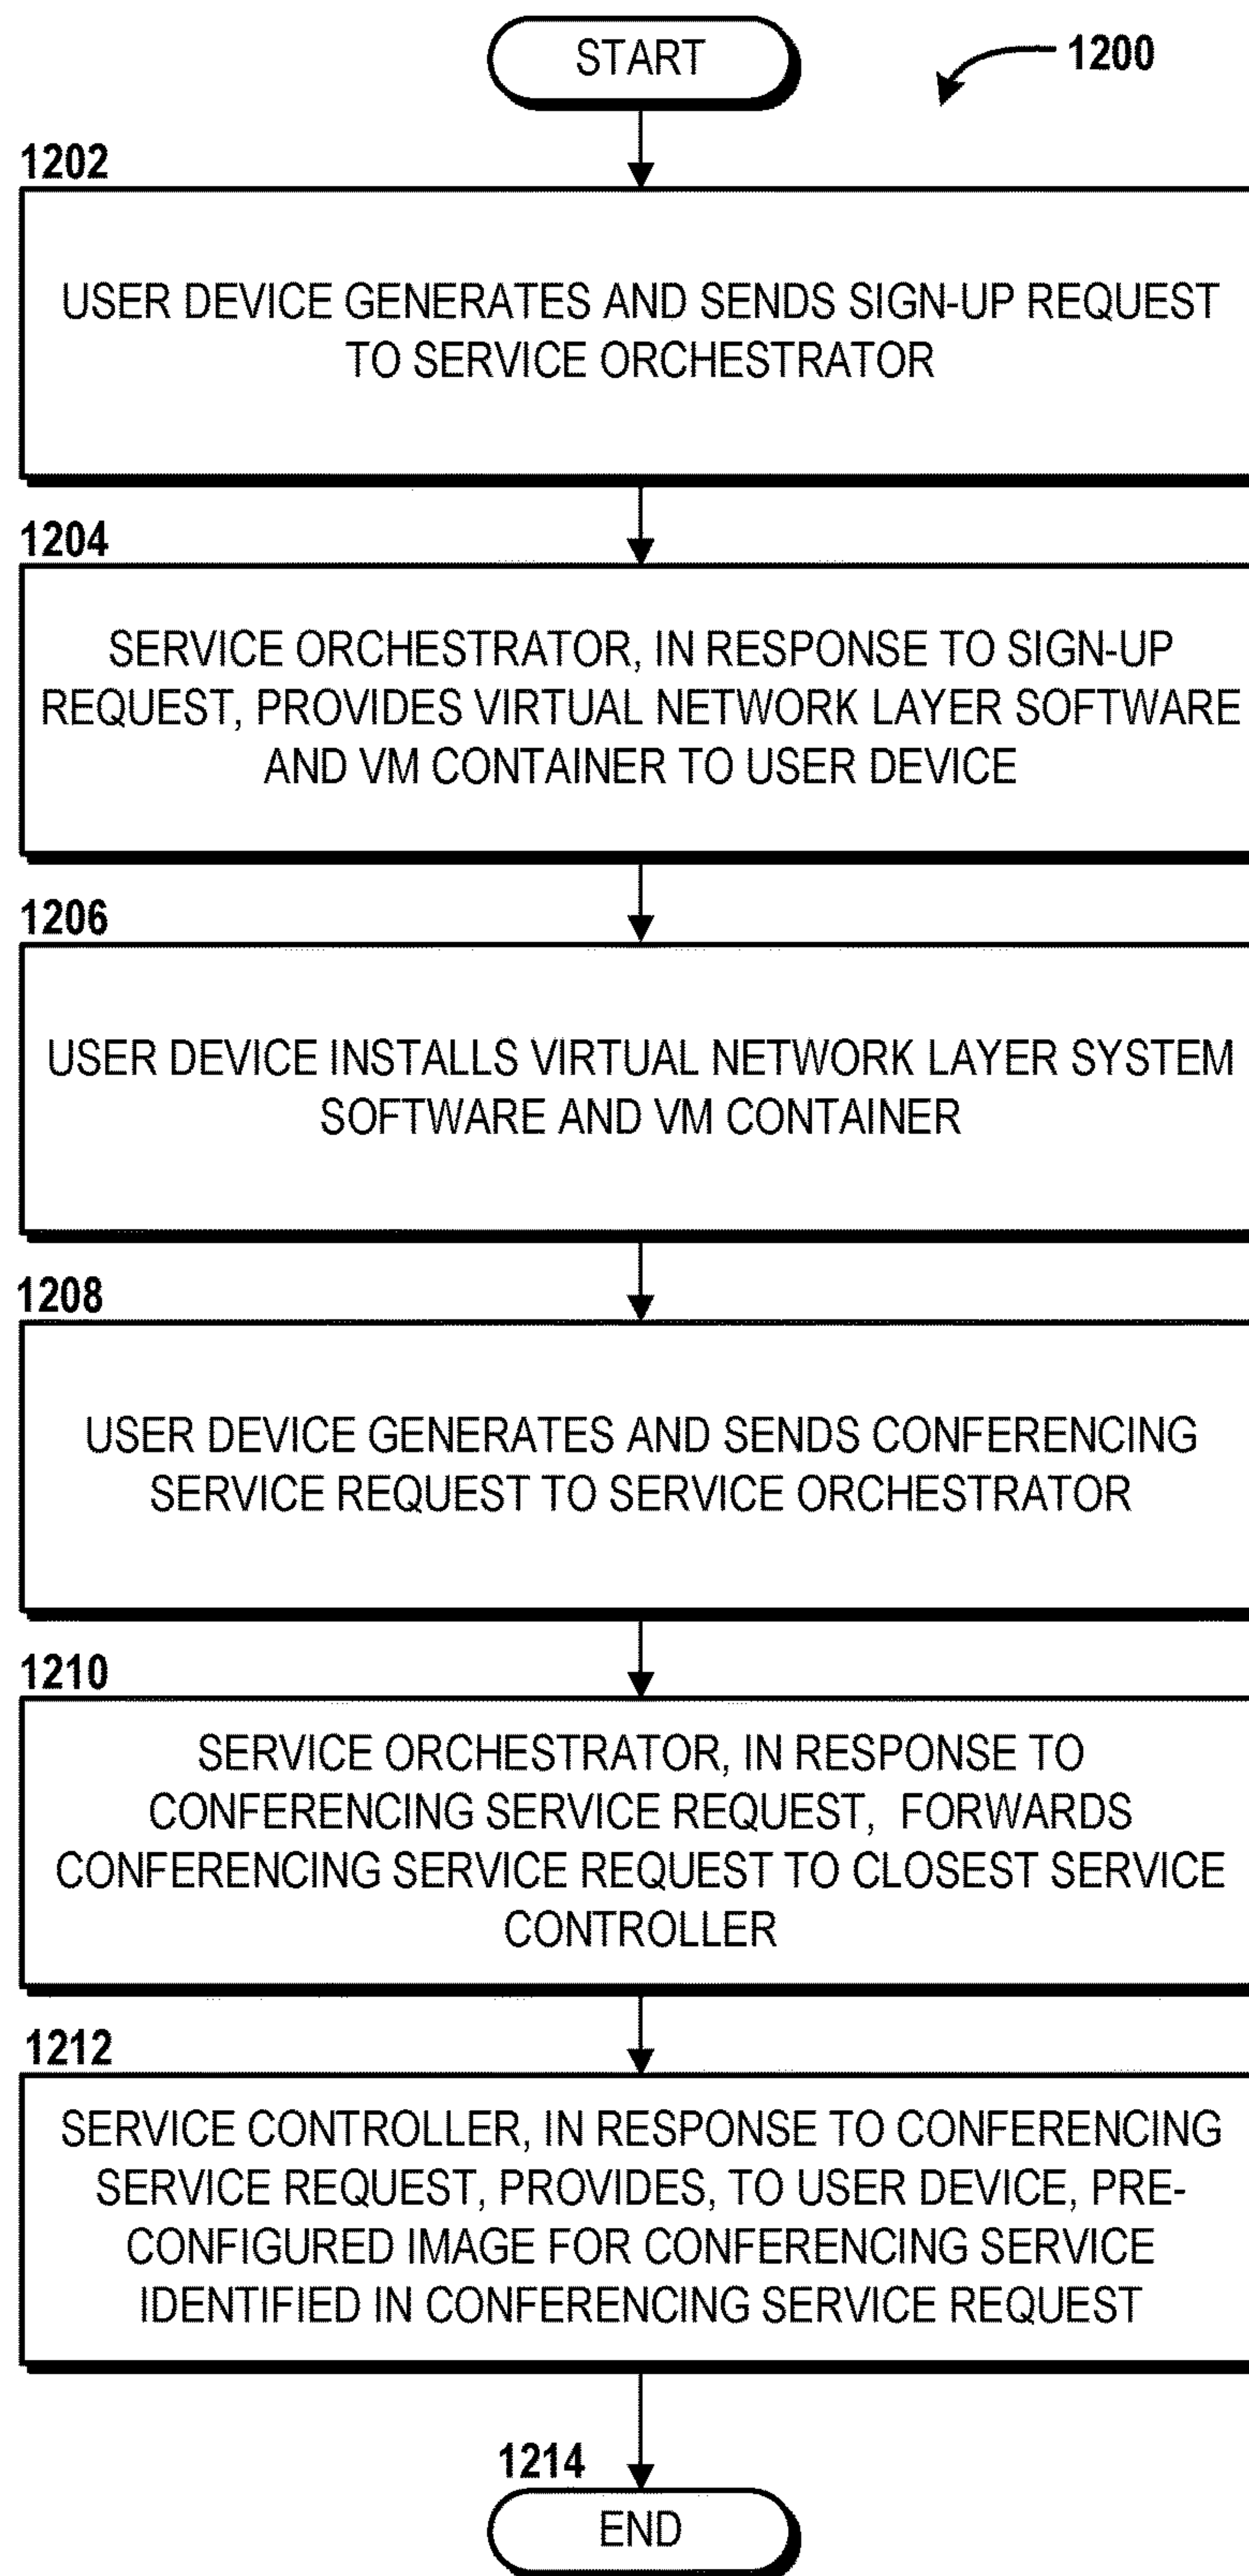 START
1200
1202
USER DEVICE GENERATES AND SENDS SIGN-UP REQUEST
TO SERVICE ORCHESTRATOR
1204
SERVICE ORCHESTRATOR, IN RESPONSE TO SIGN-UP
REQUEST, PROVIDES VIRTUAL NETWORK LAYER SOFTWARE
AND VM CONTAINER TO USER DEVICE
1206
USER DEVICE INSTALLS VIRTUAL NETWORK LAYER SYSTEM
SOFTWARE AND VM CONTAINER
1208
USER DEVICE GENERATES AND SENDS CONFERENCING
SERVICE REQUEST TO SERVICE ORCHESTRATOR
1210
SERVICE ORCHESTRATOR, IN RESPONSE TO
CONFERENCING SERVICE REQUEST, FORWARDS
CONFERENCING SERVICE REQUEST TO CLOSEST SERVICE
CONTROLLER
1212
SERVICE CONTROLLER, IN RESPONSE TO CONFERENCING
SERVICE REQUEST, PROVIDES, TO USER DEVICE, PRE-
CONFIGURED IMAGE FOR CONFERENCING SERVICE
IDENTIFIED IN CONFERENCING SERVICE REQUEST
1214
END